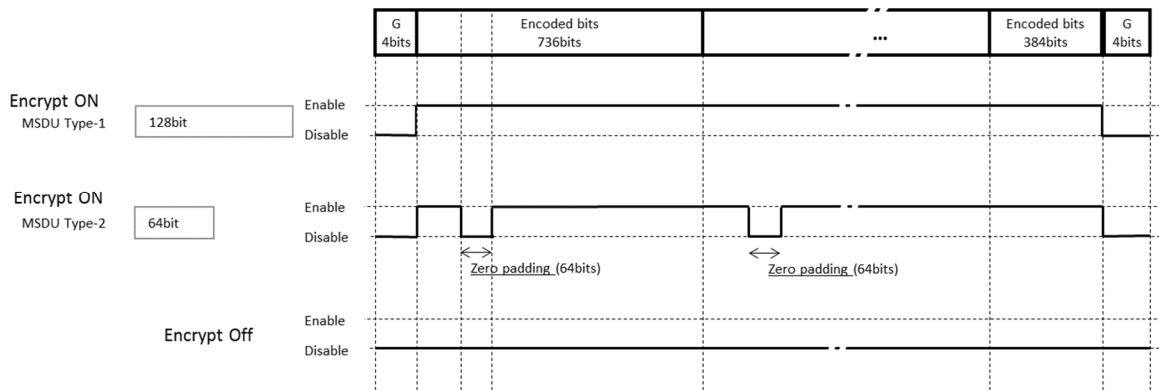 G
4bits
Encoded bits
736bits
...
Encoded bits
384bits
G
4bits
Encrypt ON
MSDU Type-1
128bit
Enable
Disable
Encrypt ON
MSDU Type-2
64bit
Enable
Disable
Zero padding (64bits)
Zero padding (64bits)
Encrypt Off
Enable
Disable